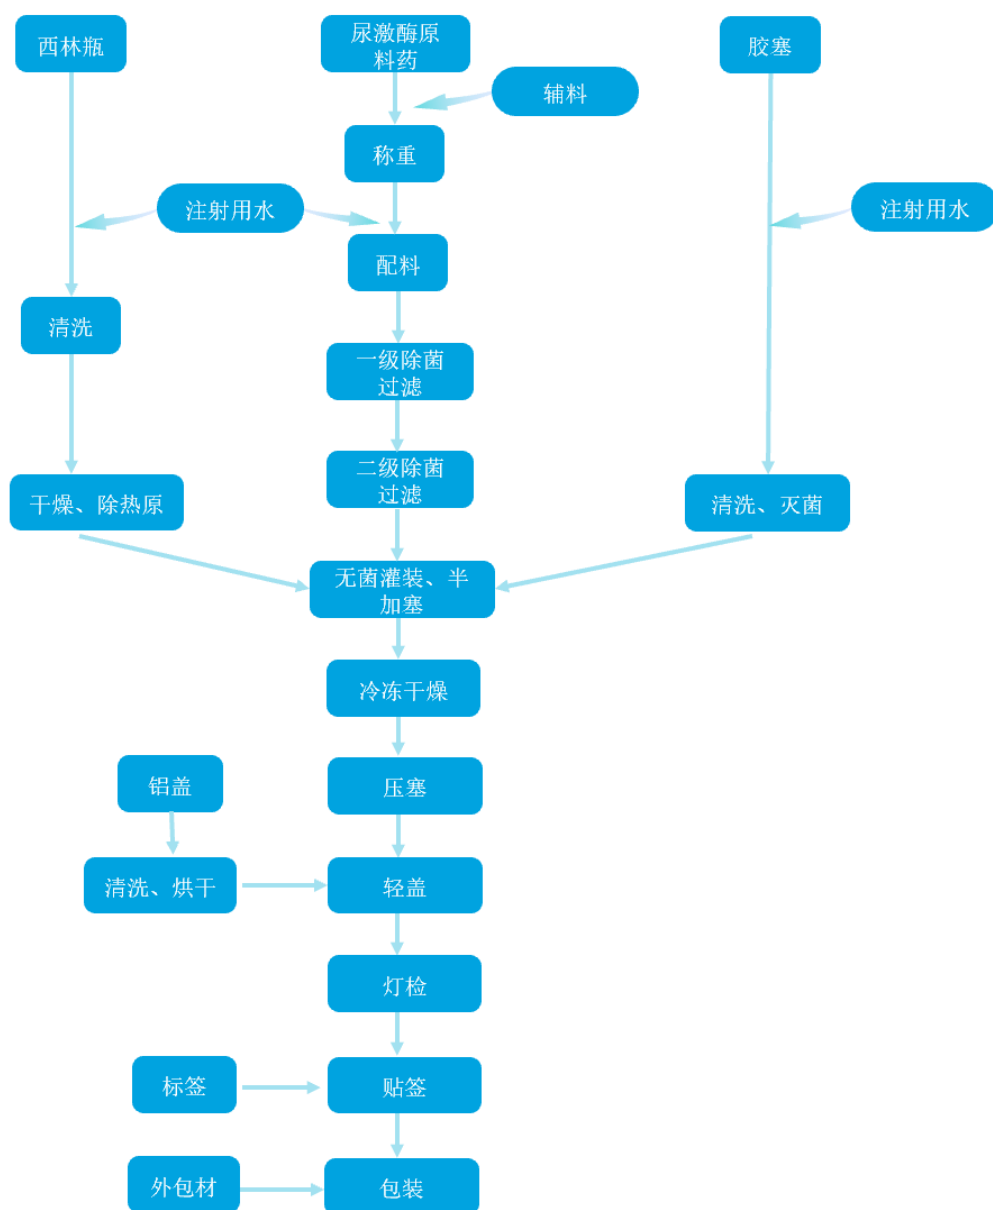 西林瓶
尿激酶原
料药
胶塞
辅料
称重
注射用水
注射用水
配料
清洗
一级除菌
过滤
二级除菌
过滤
干燥、除热原
清洗、灭菌
无菌灌装、半
加塞
冷冻干燥
铝盖
压塞
清洗、烘干
轻盖
灯检
标签
贴签
外包材
包装